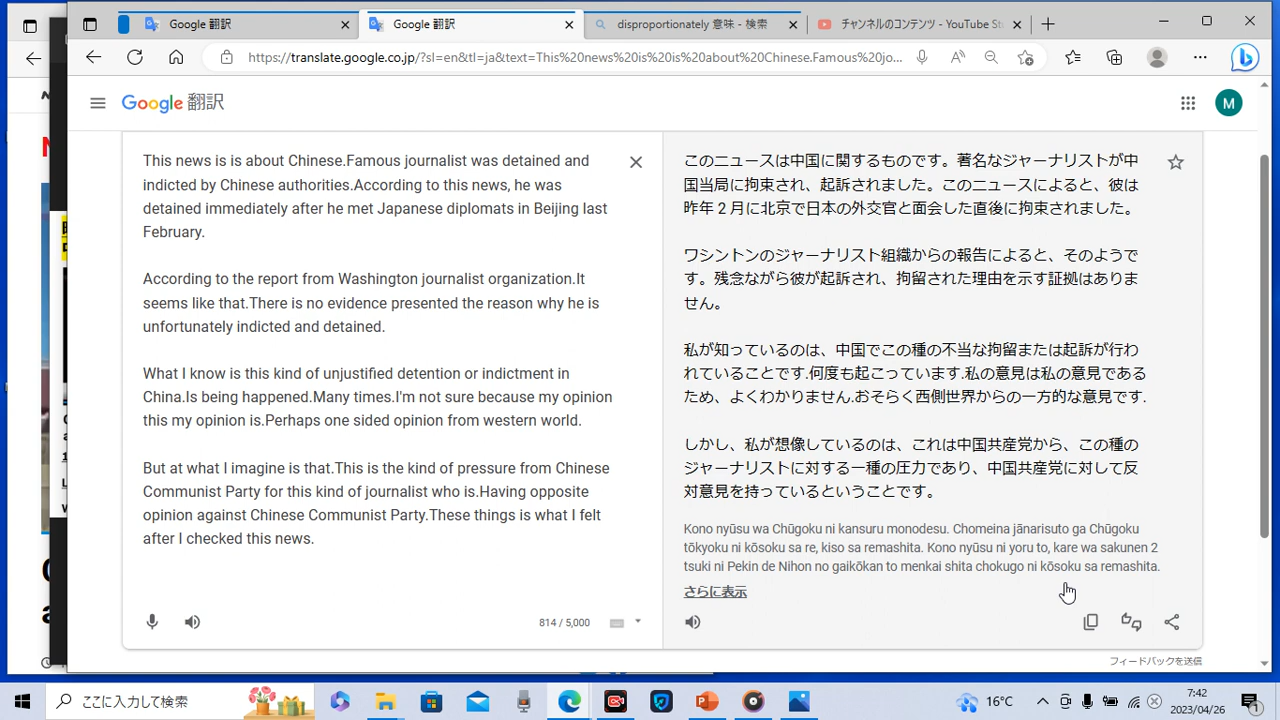 Google 翻訳
Google 翻訳
disproportionately 意味 - 検索
チャンネルのコンテンツ - YouTube St
https://translate.google.co.jp/?sl=en&tl=ja&text=This%20news%20is%20is%20about%20Chinese.Famous%20jo...
Google 翻訳
M
This news is is about Chinese.Famous journalist was detained and
indicted by Chinese authorities.According to this news, he was
detained immediately after he met Japanese diplomats in Beijing last
February.
According to the report from Washington journalist organization.It
seems like that.There is no evidence presented the reason why he is
unfortunately indicted and detained.
What I know is this kind of unjustified detention or indictment in
China.Is being happened.Many times.I'm not sure because my opinion
this my opinion is.Perhaps one sided opinion from western world.
But at what I imagine is that.This is the kind of pressure from Chinese
Communist Party for this kind of journalist who is.Having opposite
opinion against Chinese Communist Party.These things is what I felt
after I checked this news.
814 / 5,000
このニュースは中国に関するものです。著名なジャーナリストが中
国当局に拘束され、起訴されました。このニュースによると、彼は
昨年 2 月に北京で日本の外交官と面会した直後に拘束されました。
ワシントンのジャーナリスト組織からの報告によると、そのようで
す。残念ながら彼が起訴され、拘留された理由を示す証拠はありま
せん。
私が知っているのは、中国でこの種の不当な拘留または起訴が行わ
れていることです.何度も起こっています.私の意見は私の意見である
ため、よくわかりません.おそらく西側世界からの一方的な意見です.
しかし、私が想像しているのは、これは中国共産党から、この種の
ジャーナリストに対する一種の圧力であり、中国共産党に対して反
対意見を持っているということです。
Kono nyūsu wa Chūgoku ni kansuru monodesu. Chomeina jānarisuto ga Chūgoku
tōkyoku ni kōsoku sa re, kiso sa remashita. Kono nyūsu ni yoru to, kare wa sakunen 2
tsuki ni Pekin de Nihon no gaikōkan to menkai shita chokugo ni kōsoku sa remashita.
さらに表示
フィードバックを送信
ここに入力して検索
16°C
7:42
2023/04/26
1